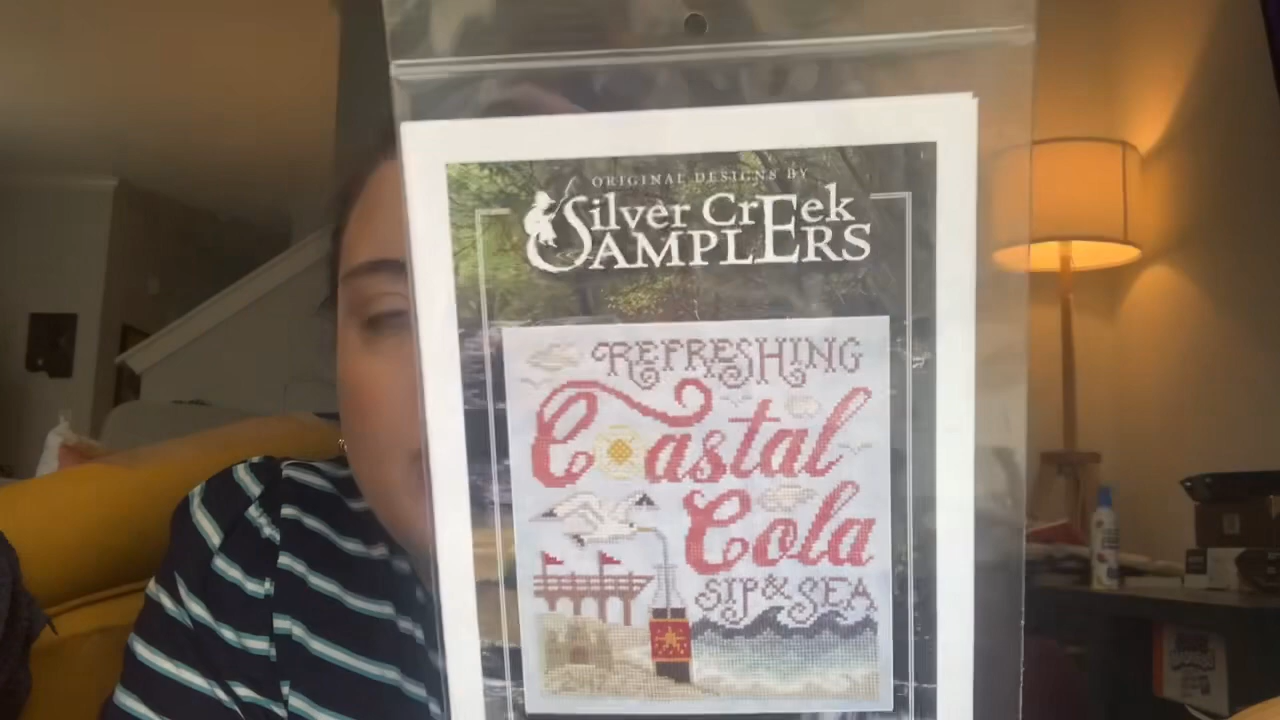 ORIGINAL DESIGNS BY
Silver CrEek
SAMPLERS
REFRESHING
Coastal
Cola
SIP & SEA